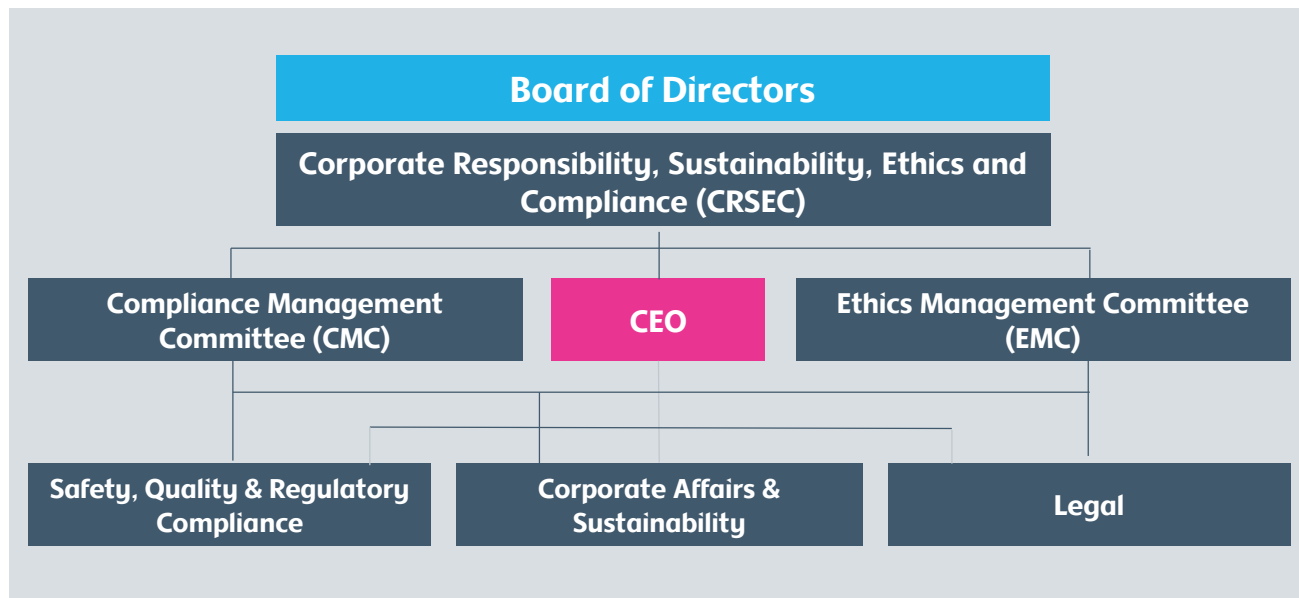 Board of Directors
Corporate Responsibility, Sustainability, Ethics and
Compliance (CRSEC)
Compliance Management
Committee (CMC)
CEO
Ethics Management Committee
(EMC)
Safety, Quality & Regulatory
Compliance
Corporate Affairs &
Sustainability
Legal